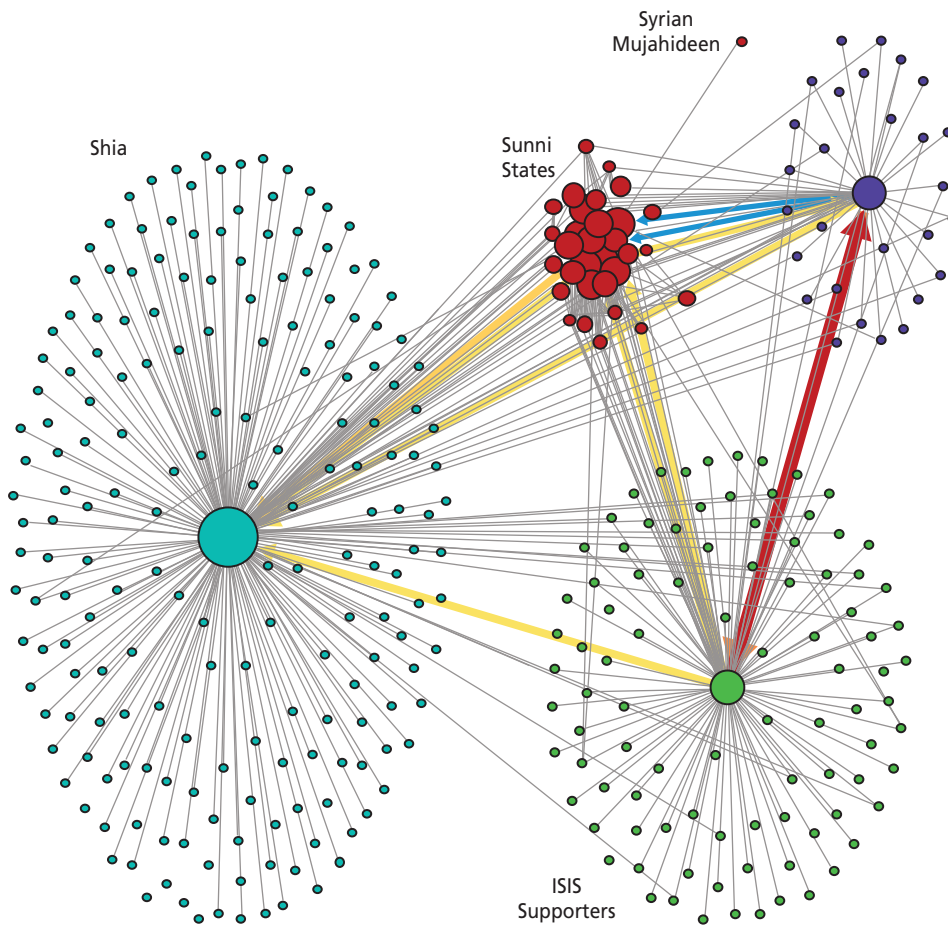 Syrian
Mujahideen
Shia
Sunni
States
ISIS
Supporters